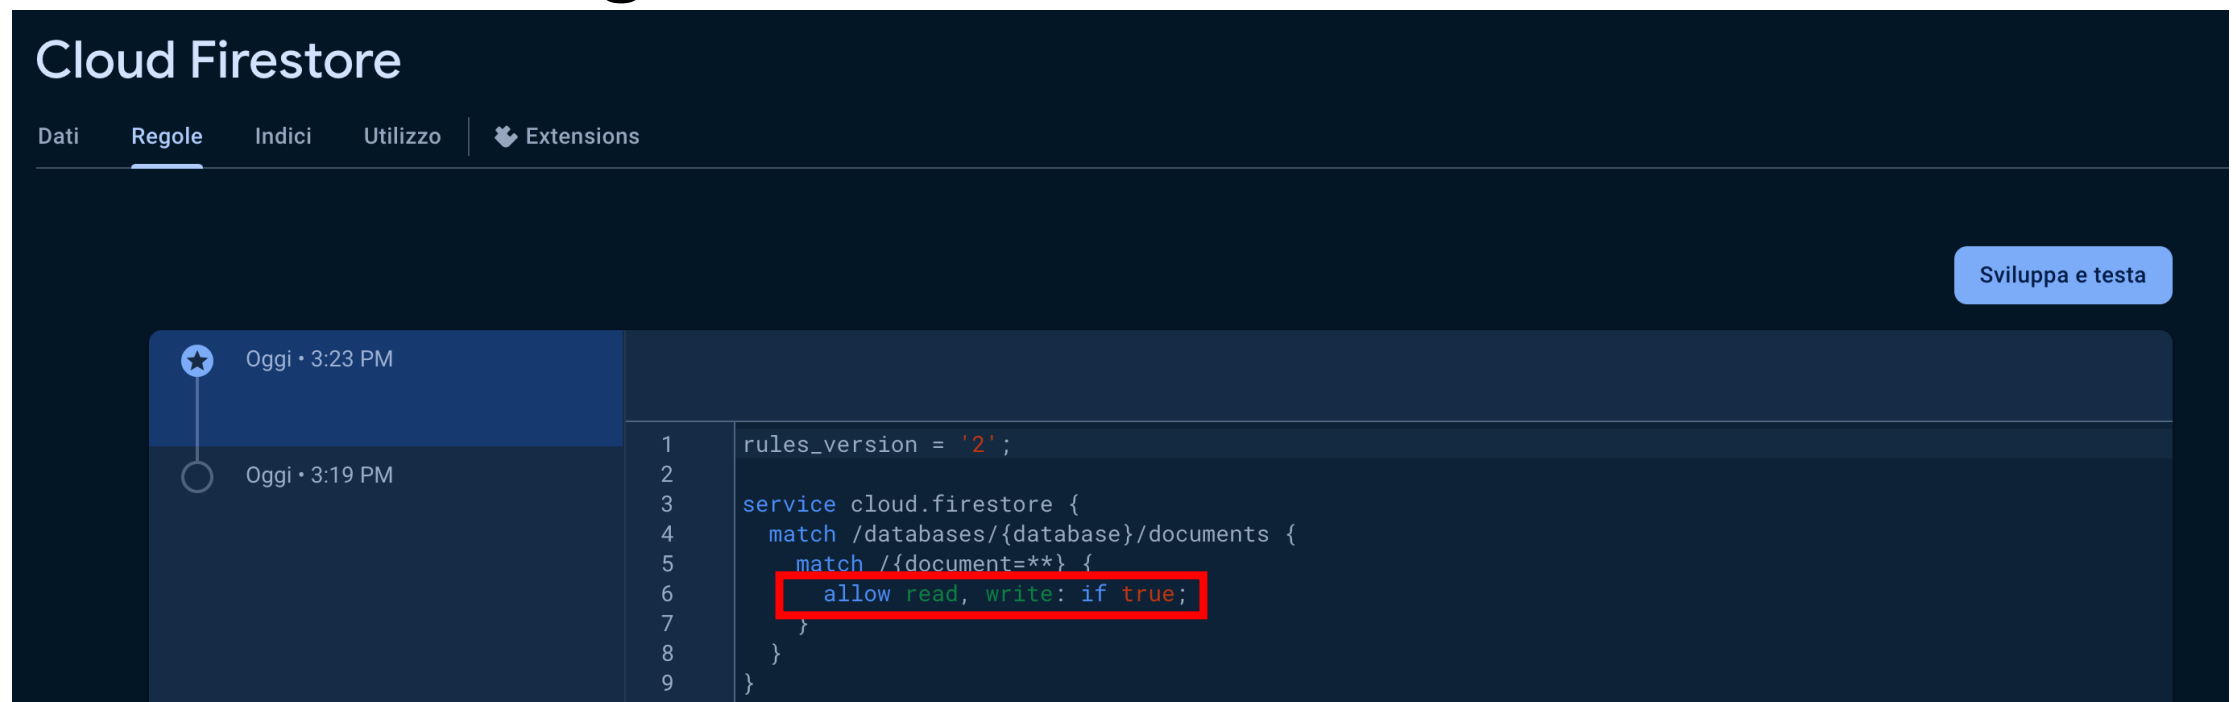 Cloud Firestore
Dati Regole Indici Utilizzo Extensions
Sviluppa e testa
Oggi • 3:23 PM
Oggi • 3:19 PM
1 rules_version = '2';
2
3 service cloud.firestore {
4 match /databases/{database}/documents {
5 match /{document=**} {
6 allow read, write: if true;
7 }
8 }
9 }